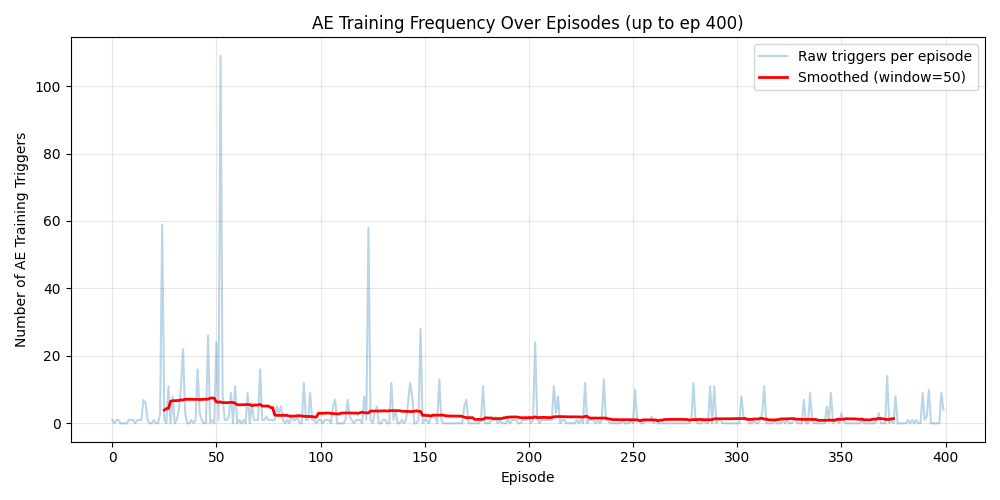 AE Training Frequency Over Episodes (up to ep 400)
Raw triggers per episode
Smoothed (window=50)
Number of AE Training Triggers
100
80
60
40
20
0
0 50 100 150 200 250 300 350 400
Episode